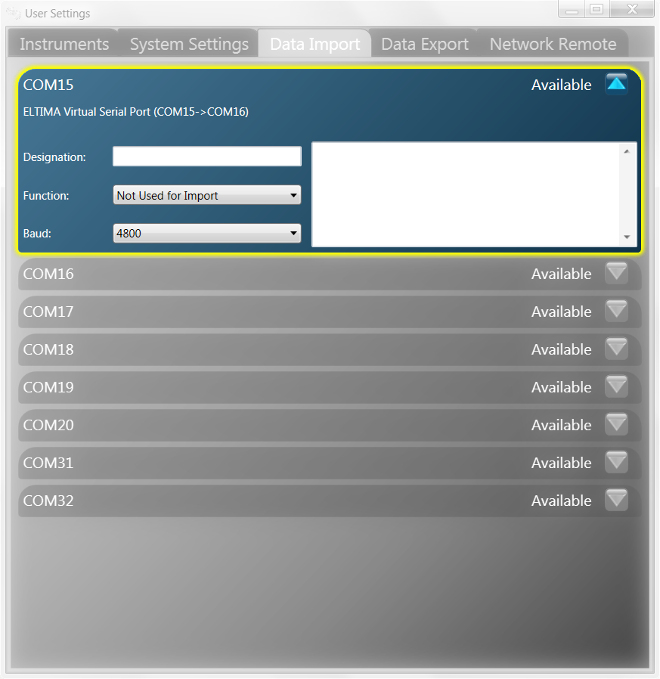 User Settings
Instruments System Settings Data Import Data Export Network Remote
COM15 Available
ELTIMA Virtual Serial Port (COM15->COM16)
Designation:
Function: Not Used for Import
Baud: 4800
COM16 Available
COM17 Available
COM18 Available
COM19 Available
COM20 Available
COM31 Available
COM32 Available